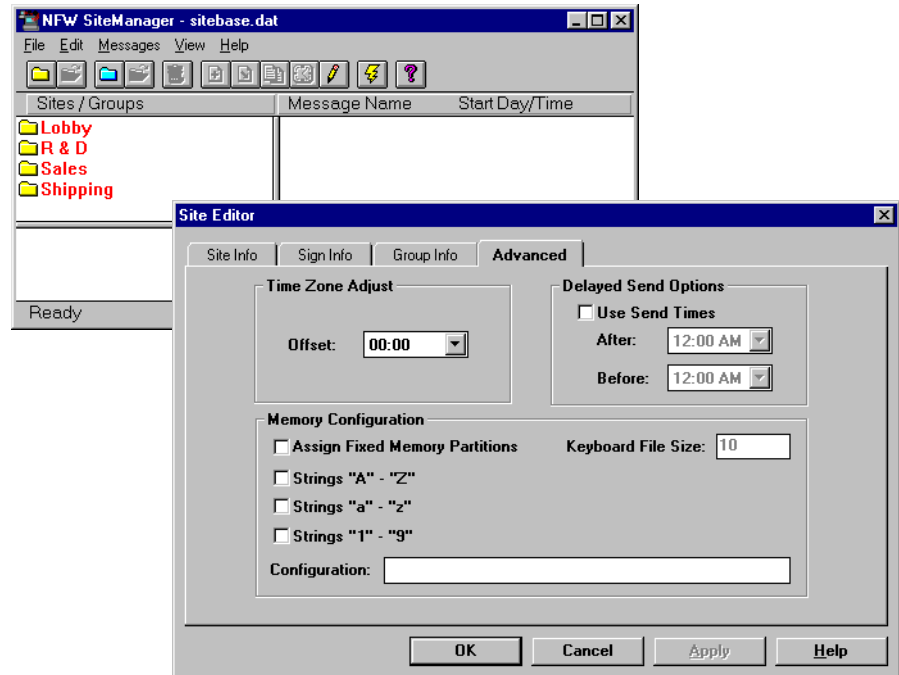 NFW SiteManager - sitebase.dat
File Edit Messages View Help
Sites / Groups Message Name Start Day/Time
Lobby
R & D
Sales
Shipping
Ready
Site Editor
Site Info Sign Info Group Info Advanced
Time Zone Adjust
Offset: 00:00
Delayed Send Options
Use Send Times
After: 12:00 AM
Before: 12:00 AM
Memory Configuration
Assign Fixed Memory Partitions Keyboard File Size: 10
Strings "A" - "Z"
Strings "a" - "z"
Strings "1" - "9"
Configuration:
OK Cancel Apply Help